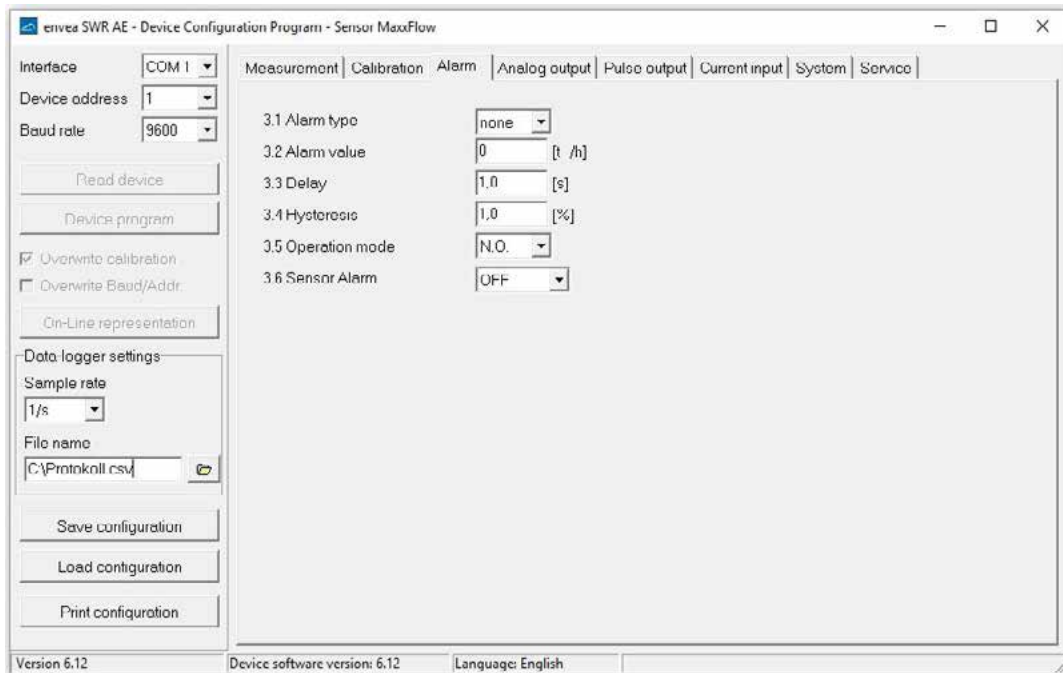 envea SWR AE - Device Configuration Program - Sensor MaxxFlow
Interface COM 1
Device address 1
Baud rate 9600
Read device
Device program
Overwrite calibration
Overwrite Baud/Addr.
On-Line representation
Data logger settings
Sample rate
1/s
File name
C:\Protokoll.csv
Save configuration
Load configuration
Print configuration
Measurement Calibration Alarm Analog output Pulse output Current input System Service
3.1 Alarm type none
3.2 Alarm value 0 [t /h]
3.3 Delay 1,0 [s]
3.4 Hysteresis 1,0 [%]
3.5 Operation mode N.O.
3.6 Sensor Alarm OFF
Version 6.12 Device software version: 6.12 Language: English